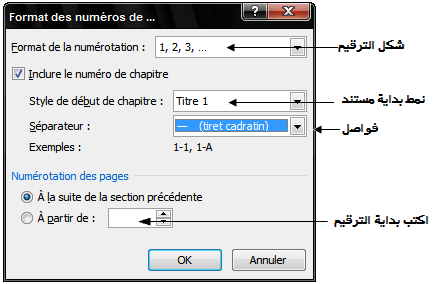 Format des numéros de ...
Format de la numérotation : 1, 2, 3, ... شكل الترقيم
Inclure le numéro de chapitre
Style de début de chapitre : Titre 1 نمط بداية مستند
Séparateur : — (tiret cadratin) فواصل
Exemples : 1-1, 1-A
Numérotation des pages
À la suite de la section précédente
À partir de : اكتب بداية الترقيم
OK Annuler